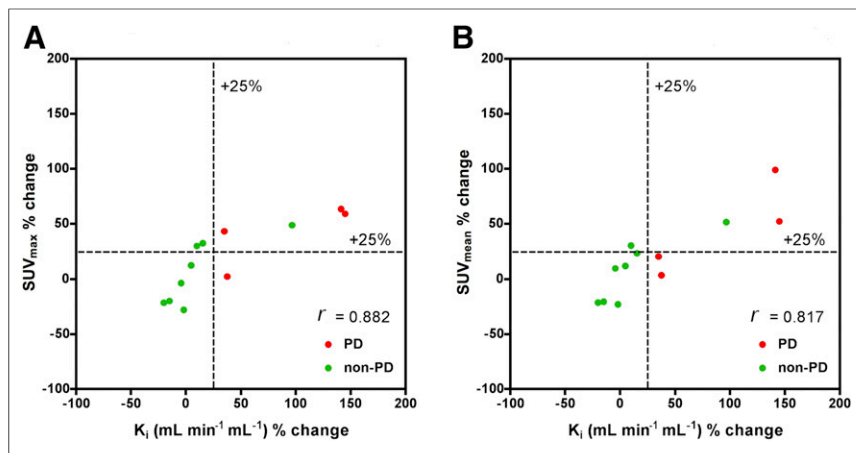 A
200
150
100
50
0
-50
-100
-100 -50 0 50 100 150 200
SUVmax % change
Ki (mL min-1 mL-1) % change
+25%
+25%
r = 0.882
PD
non-PD
B
200
150
100
50
0
-50
-100
-100 -50 0 50 100 150 200
SUVmean % change
Ki (mL min-1 mL-1) % change
+25%
+25%
r = 0.817
PD
non-PD